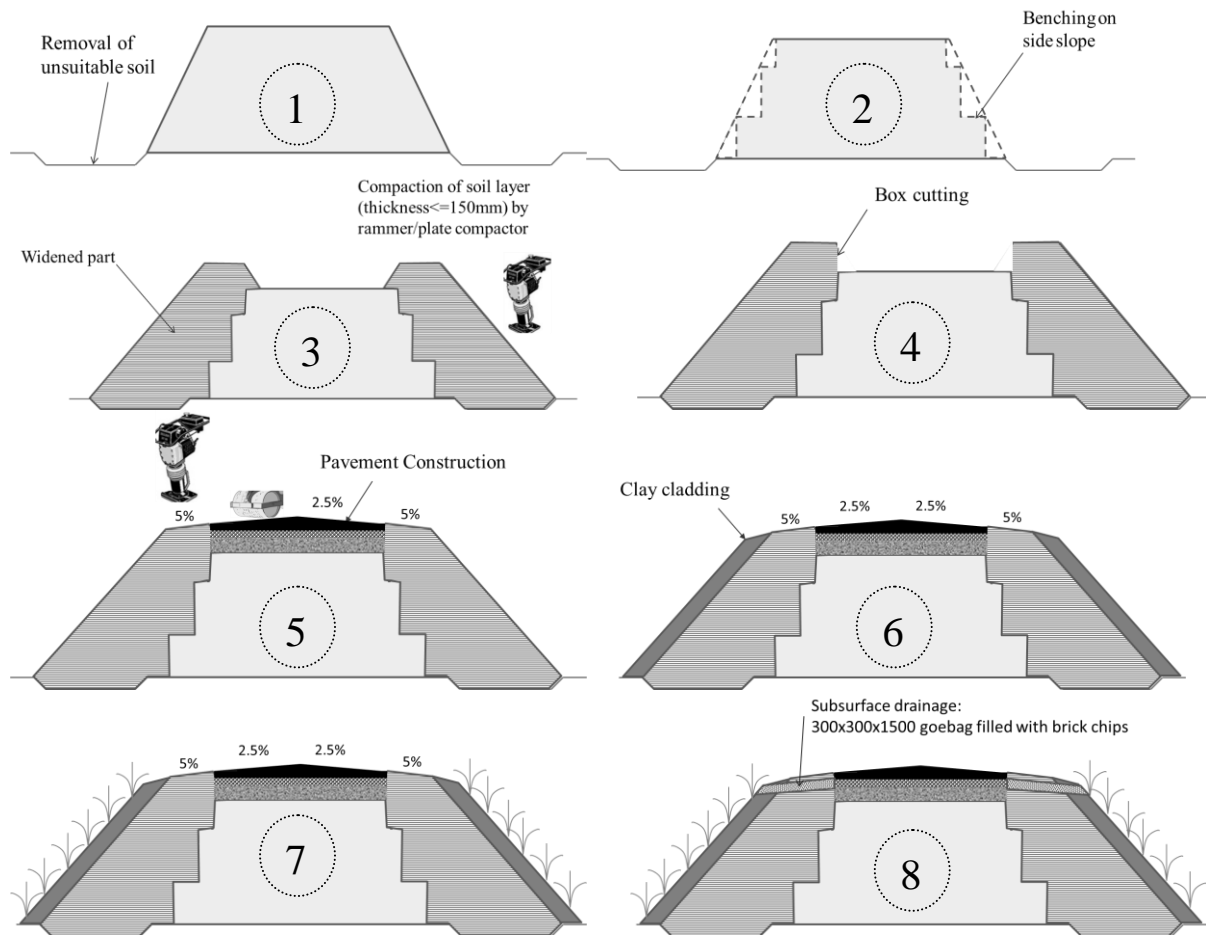 Removal of
unsuitable soil
1
Benching on
side slope
2
Compaction of soil layer
(thickness<=150mm) by
rammer/plate compactor
Widened part
3
Box cutting
4
Pavement Construction
5%
2.5%
5%
5
Clay cladding
5%
2.5%
2.5%
5%
6
5%
2.5%
2.5%
5%
7
Subsurface drainage:
300x300x1500 goebag filled with brick chips
8